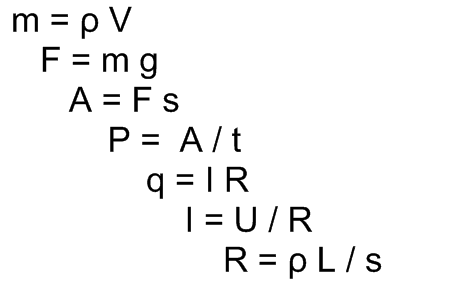 m = ρ V
F = m g
A = F s
P = A / t
q = I R
I = U / R
R = ρ L / s